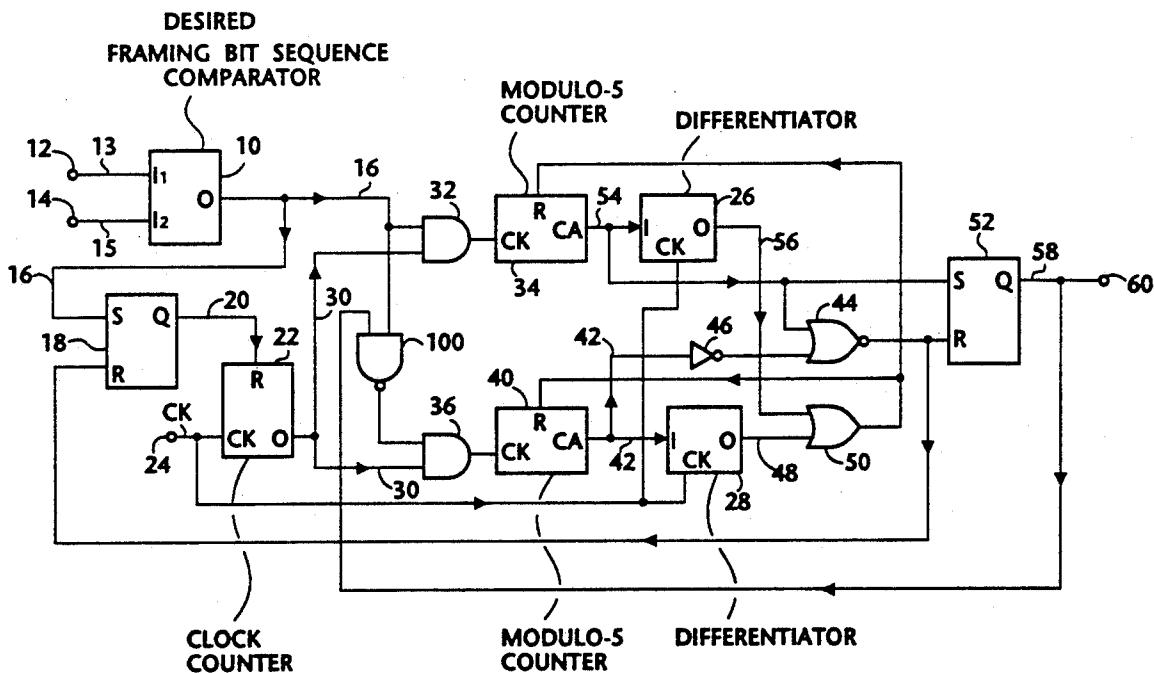 DESIRED
FRAMING BIT SEQUENCE
COMPARATOR
MODULO-5
COUNTER
DIFFERENTIATOR
12
13
10
I1
O
14
I2
15
16
16
32
R
CK
CA
34
54
I
O
CK
26
56
52
S
Q
R
58
60
S
Q
R
18
20
22
R
CK
O
CK
24
30
30
100
36
40
R
CK
CA
42
42
46
44
I
O
CK
28
48
50
CLOCK
COUNTER
MODULO-5
COUNTER
DIFFERENTIATOR